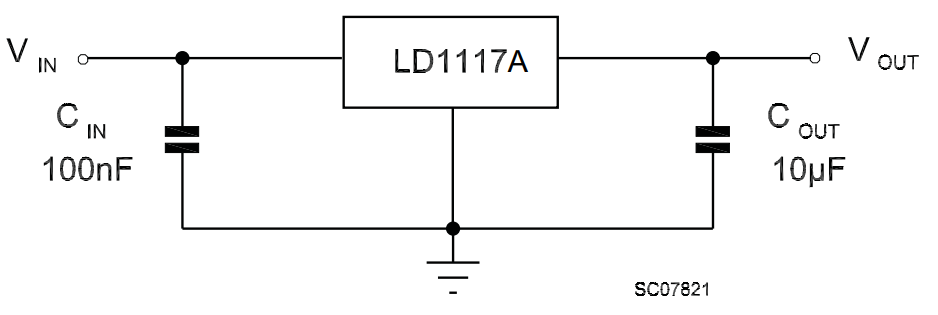 V IN
LD1117A
V OUT
C IN
100nF
C OUT
10µF
SC07821